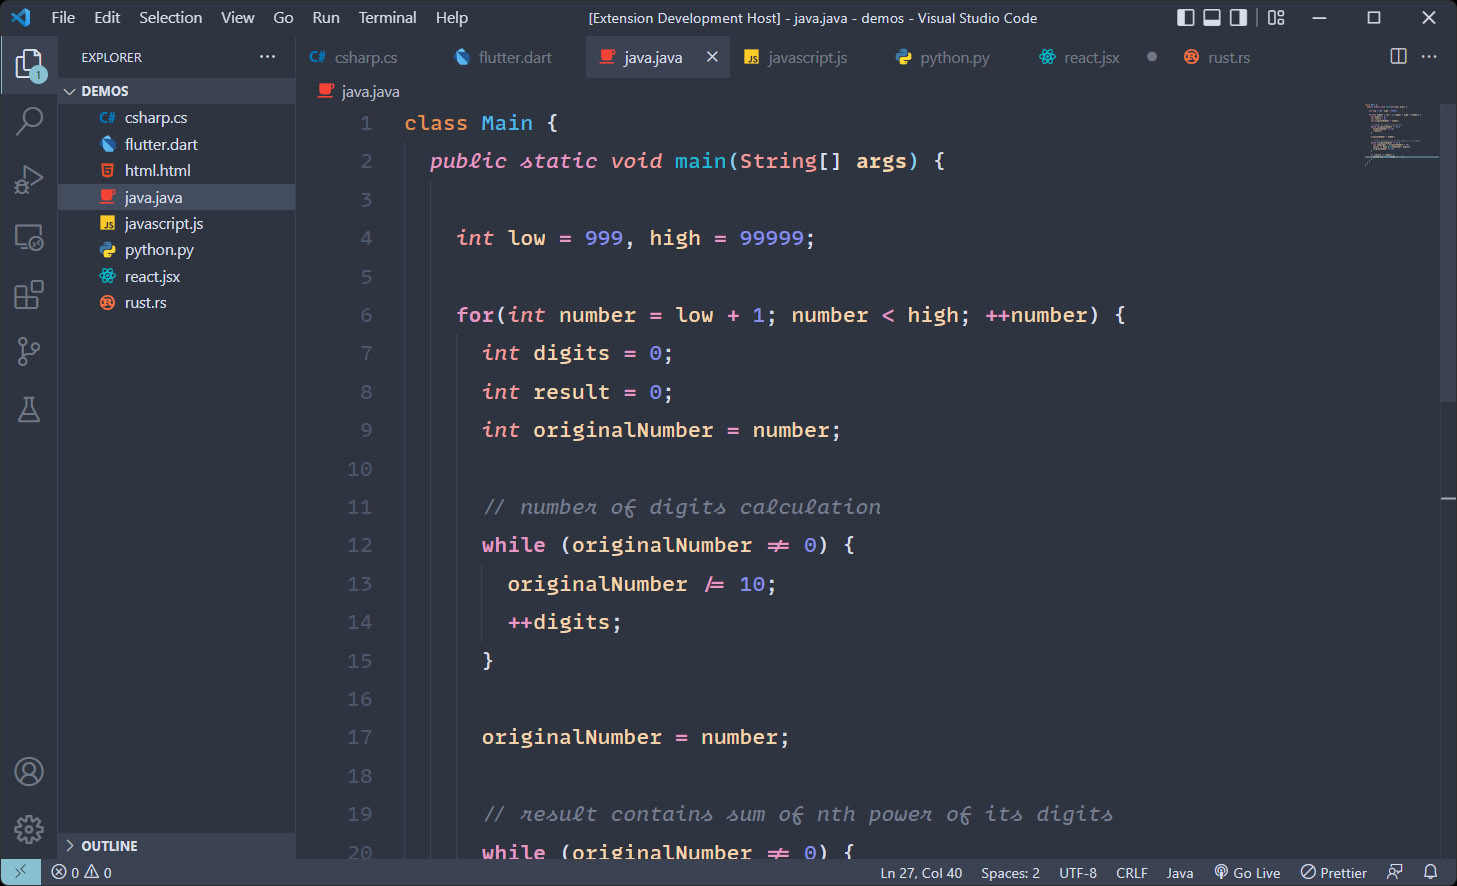 File Edit Selection View Go Run Terminal Help [Extension Development Host] - java.java - demos - Visual Studio Code
EXPLORER
1
DEMOS
C# csharp.cs
flutter.dart
html.html
java.java
JS javascript.js
python.py
react.jsx
rust.rs
OUTLINE
C# csharp.cs flutter.dart java.java JS javascript.js python.py react.jsx rust.rs
java.java
1 class Main {
2 public static void main(String[] args) {
3
4 int low = 999, high = 99999;
5
6 for(int number = low + 1; number < high; ++number) {
7 int digits = 0;
8 int result = 0;
9 int originalNumber = number;
10
11 // number of digits calculation
12 while (originalNumber != 0) {
13 originalNumber /= 10;
14 ++digits;
15 }
16
17 originalNumber = number;
18
19 // result contains sum of nth power of its digits
20 while (originalNumber != 0) {
0 0 Ln 27, Col 40 Spaces: 2 UTF-8 CRLF Java Go Live Prettier